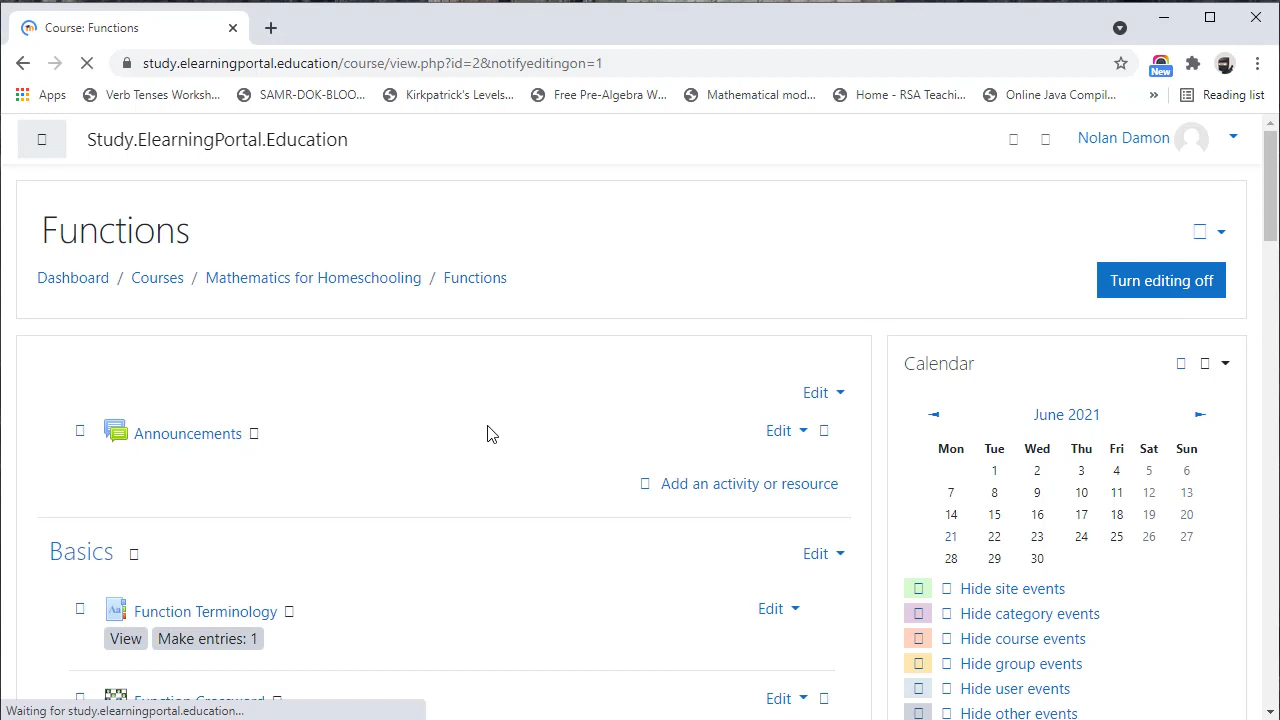 Course: Functions
study.elearningportal.education/course/view.php?id=2&notifyeditingon=1
New
Apps
Verb Tenses Worksh...
SAMR-DOK-BLOO...
Kirkpatrick's Levels...
Free Pre-Algebra W...
Mathematical mod...
Home - RSA Teachi...
Online Java Compil...
»
Reading list
Study.ElearningPortal.Education
Nolan Damon
Functions
Dashboard / Courses / Mathematics for Homeschooling / Functions
Turn editing off
Edit
Announcements
Edit
Add an activity or resource
Basics
Edit
Function Terminology
Edit
View
Make entries: 1
Function Crossword
Edit
Calendar
◄ June 2021 ►
Mon Tue Wed Thu Fri Sat Sun
1 2 3 4 5 6
7 8 9 10 11 12 13
14 15 16 17 18 19 20
21 22 23 24 25 26 27
28 29 30
Hide site events
Hide category events
Hide course events
Hide group events
Hide user events
Hide other events
Waiting for study.elearningportal.education...